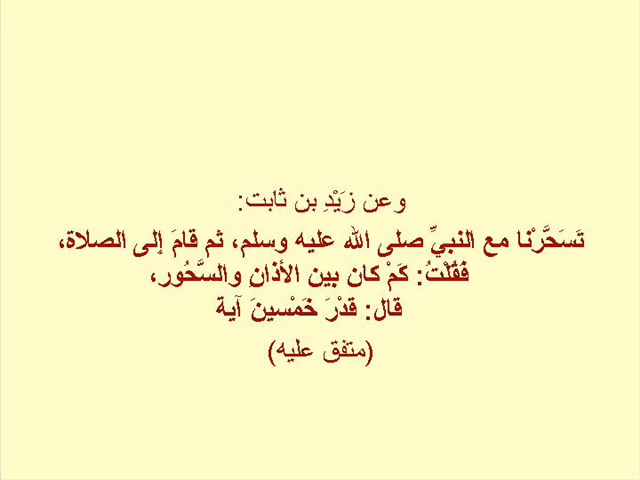 وعن زَيْدِ بن ثابت:
تَسَحَّرْنا مع النبيِّ صلى الله عليه وسلم، ثم قامَ إلى الصلاة،
فَقُلْتُ: كَمْ كان بين الأذانِ والسَّحُور،
قال: قدْرَ خَمْسينَ آية
(متفق عليه)